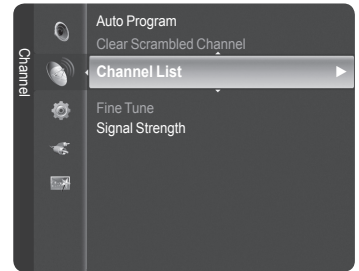 Channel
Auto Program
Clear Scrambled Channel
Channel List
Fine Tune
Signal Strength